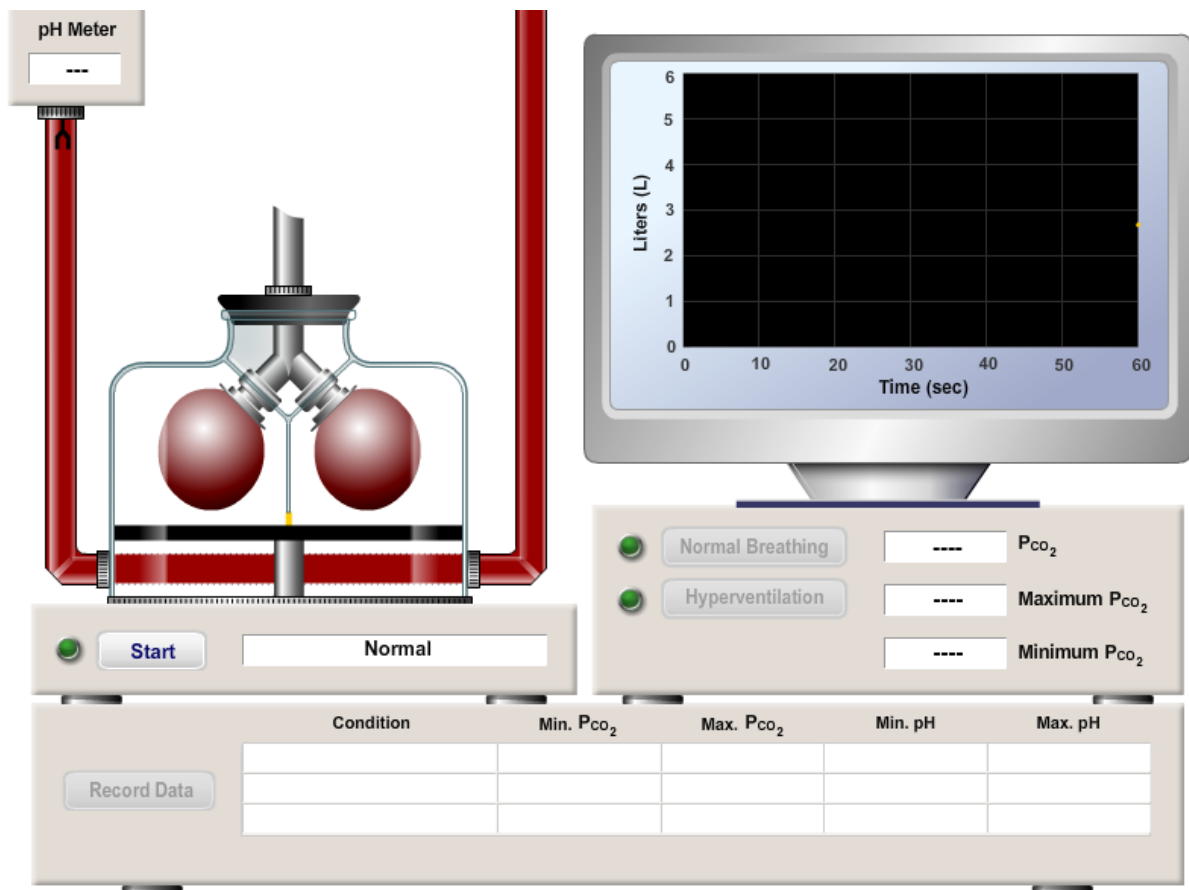 pH Meter
---
6
5
4
3
2
1
0
Liters (L)
0 10 20 30 40 50 60
Time (sec)
Normal Breathing ---- PCO2
Hyperventilation ---- Maximum PCO2
---- Minimum PCO2
Start Normal
Condition Min. PCO2 Max. PCO2 Min. pH Max. pH
Record Data